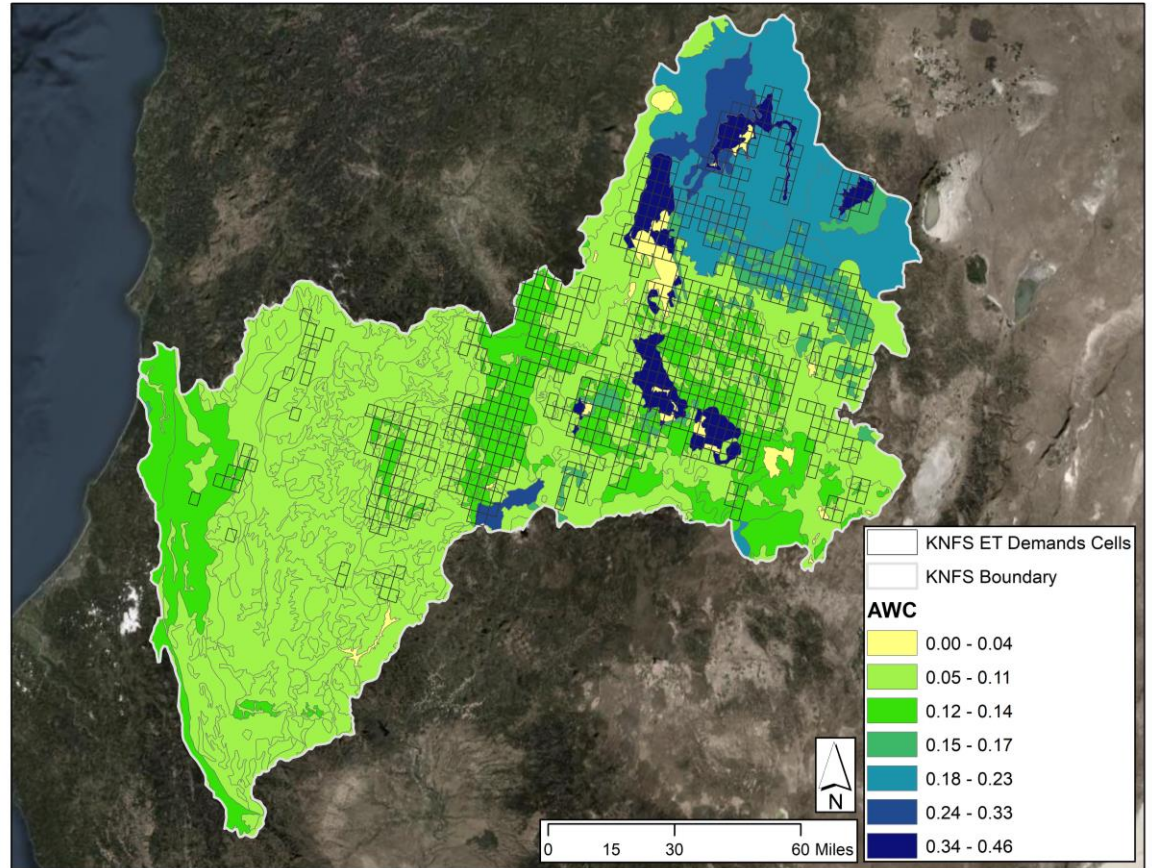 KNFS ET Demands Cells
KNFS Boundary
AWC
0.00 - 0.04
0.05 - 0.11
0.12 - 0.14
0.15 - 0.17
0.18 - 0.23
0.24 - 0.33
0.34 - 0.46
N
0 15 30 60 Miles